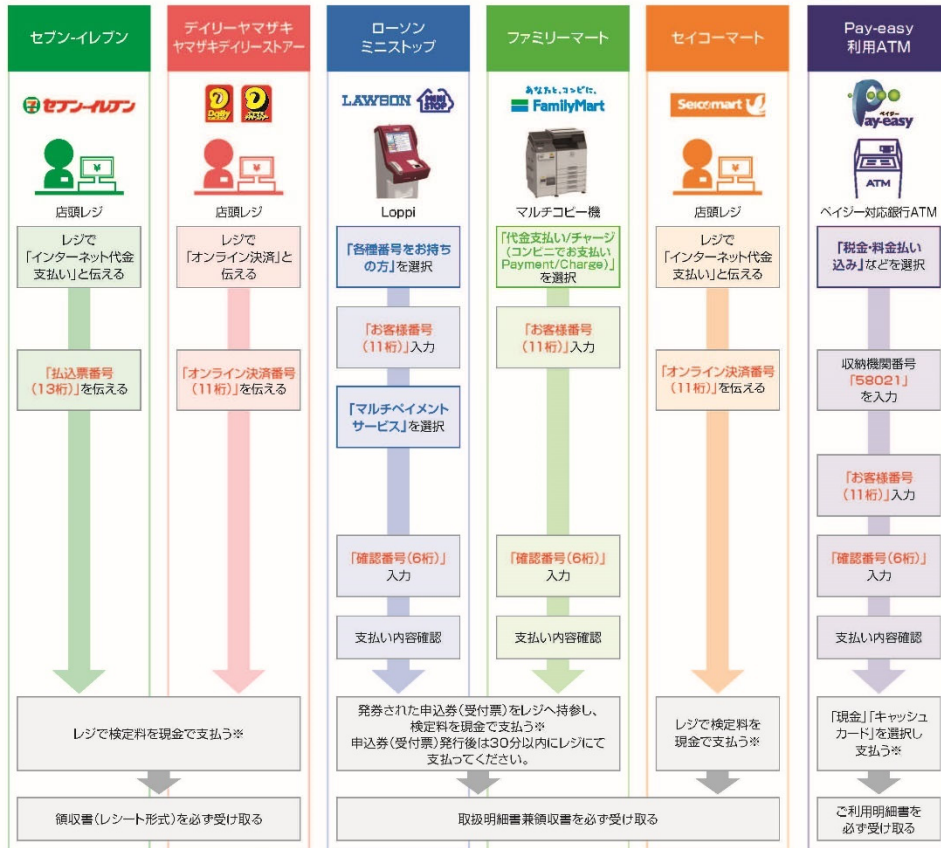 セブン-イレブン
セブン-イレブン
店頭レジ
レジで
「インターネット代金
支払い」と伝える
「払込票番号
(13桁)」を伝える
デイリーヤマザキ
ヤマザキデイリーストアー
Daily
店頭レジ
レジで
「オンライン決済」と
伝える
「オンライン決済番号
(11桁)」を伝える
レジで検定料を現金で支払う※
領収書(レシート形式)を必ず受け取る
ローソン
ミニストップ
LAWSON
MINI
STOP
Loppi
「各種番号をお持ち
の方」を選択
「お客様番号
(11桁)」入力
「マルチペイメント
サービス」を選択
「確認番号(6桁)」
入力
支払い内容確認
ファミリーマート
あなたと、コンビに、
FamilyMart
マルチコピー機
「代金支払い/チャージ
(コンビニでお支払い
Payment/Charge)」
を選択
「お客様番号
(11桁)」入力
「確認番号(6桁)」
入力
支払い内容確認
発券された申込券(受付票)をレジへ持参し、
検定料を現金で支払う※
申込券(受付票)発行後は30分以内にレジにて
支払ってください。
セイコーマート
Seicomart
店頭レジ
レジで
「インターネット代金
支払い」と伝える
「オンライン決済番号
(11桁)」を伝える
レジで検定料を
現金で支払う※
取扱明細書兼領収書を必ず受け取る
Pay-easy
利用ATM
ペイジー
Pay-easy
ATM
ペイジー対応銀行ATM
「税金・料金払い
込み」などを選択
収納機関番号
「58021」
を入力
「お客様番号
(11桁)」入力
「確認番号(6桁)」
入力
支払い内容確認
「現金」「キャッシュ
カード」を選択し
支払う※
ご利用明細書を
必ず受け取る